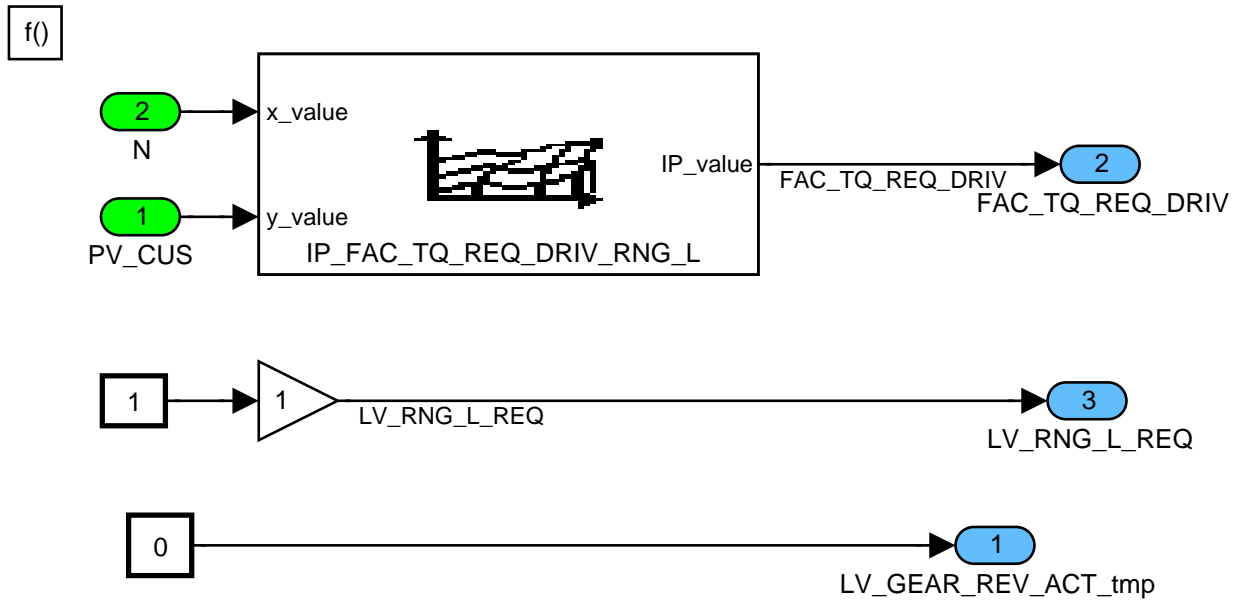 f()
2
N
x_value
1
PV_CUS
y_value
IP_value
IP_FAC_TQ_REQ_DRIV_RNG_L
FAC_TQ_REQ_DRIV
2
FAC_TQ_REQ_DRIV
1
1
LV_RNG_L_REQ
3
LV_RNG_L_REQ
0
1
LV_GEAR_REV_ACT_tmp